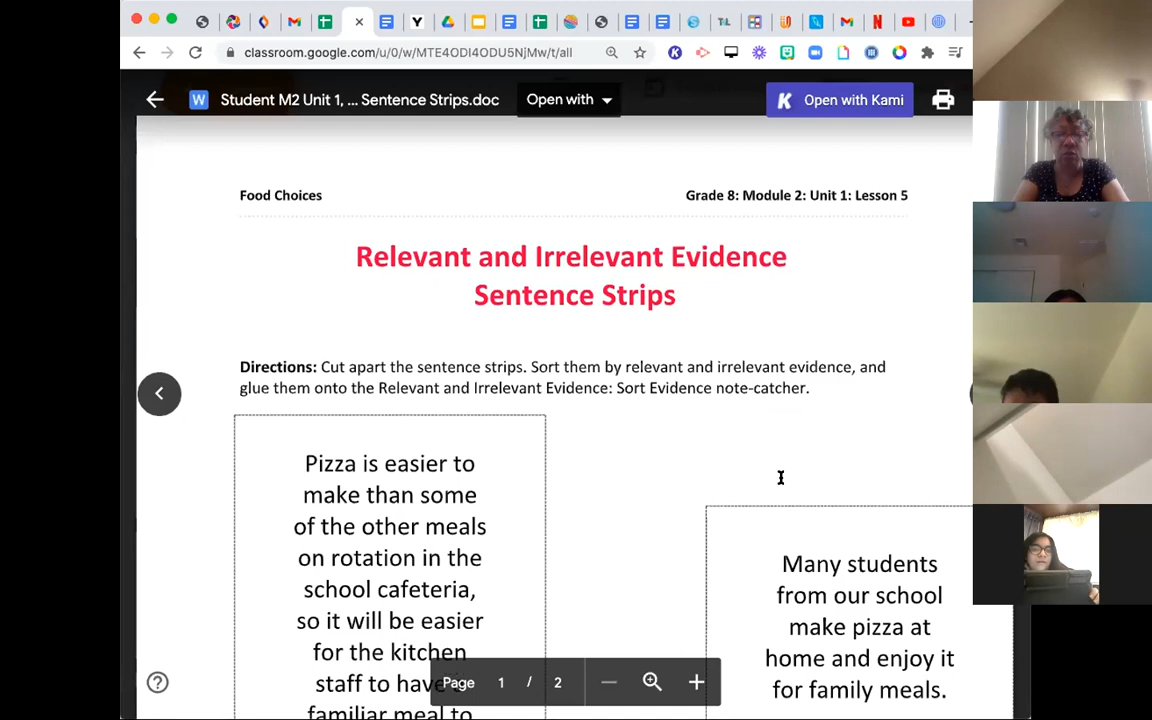 classroom.google.com/u/0/w/MTE4ODI4ODU5NjMw/t/all
Student M2 Unit 1, ... Sentence Strips.doc
Open with
Open with Kami
Food Choices
Grade 8: Module 2: Unit 1: Lesson 5
Relevant and Irrelevant Evidence
Sentence Strips
Directions: Cut apart the sentence strips. Sort them by relevant and irrelevant evidence, and
glue them onto the Relevant and Irrelevant Evidence: Sort Evidence note-catcher.
Pizza is easier to
make than some
of the other meals
on rotation in the
school cafeteria,
so it will be easier
for the kitchen
staff to have
familiar meal to
Many students
from our school
make pizza at
home and enjoy it
for family meals.
Page 1 / 2